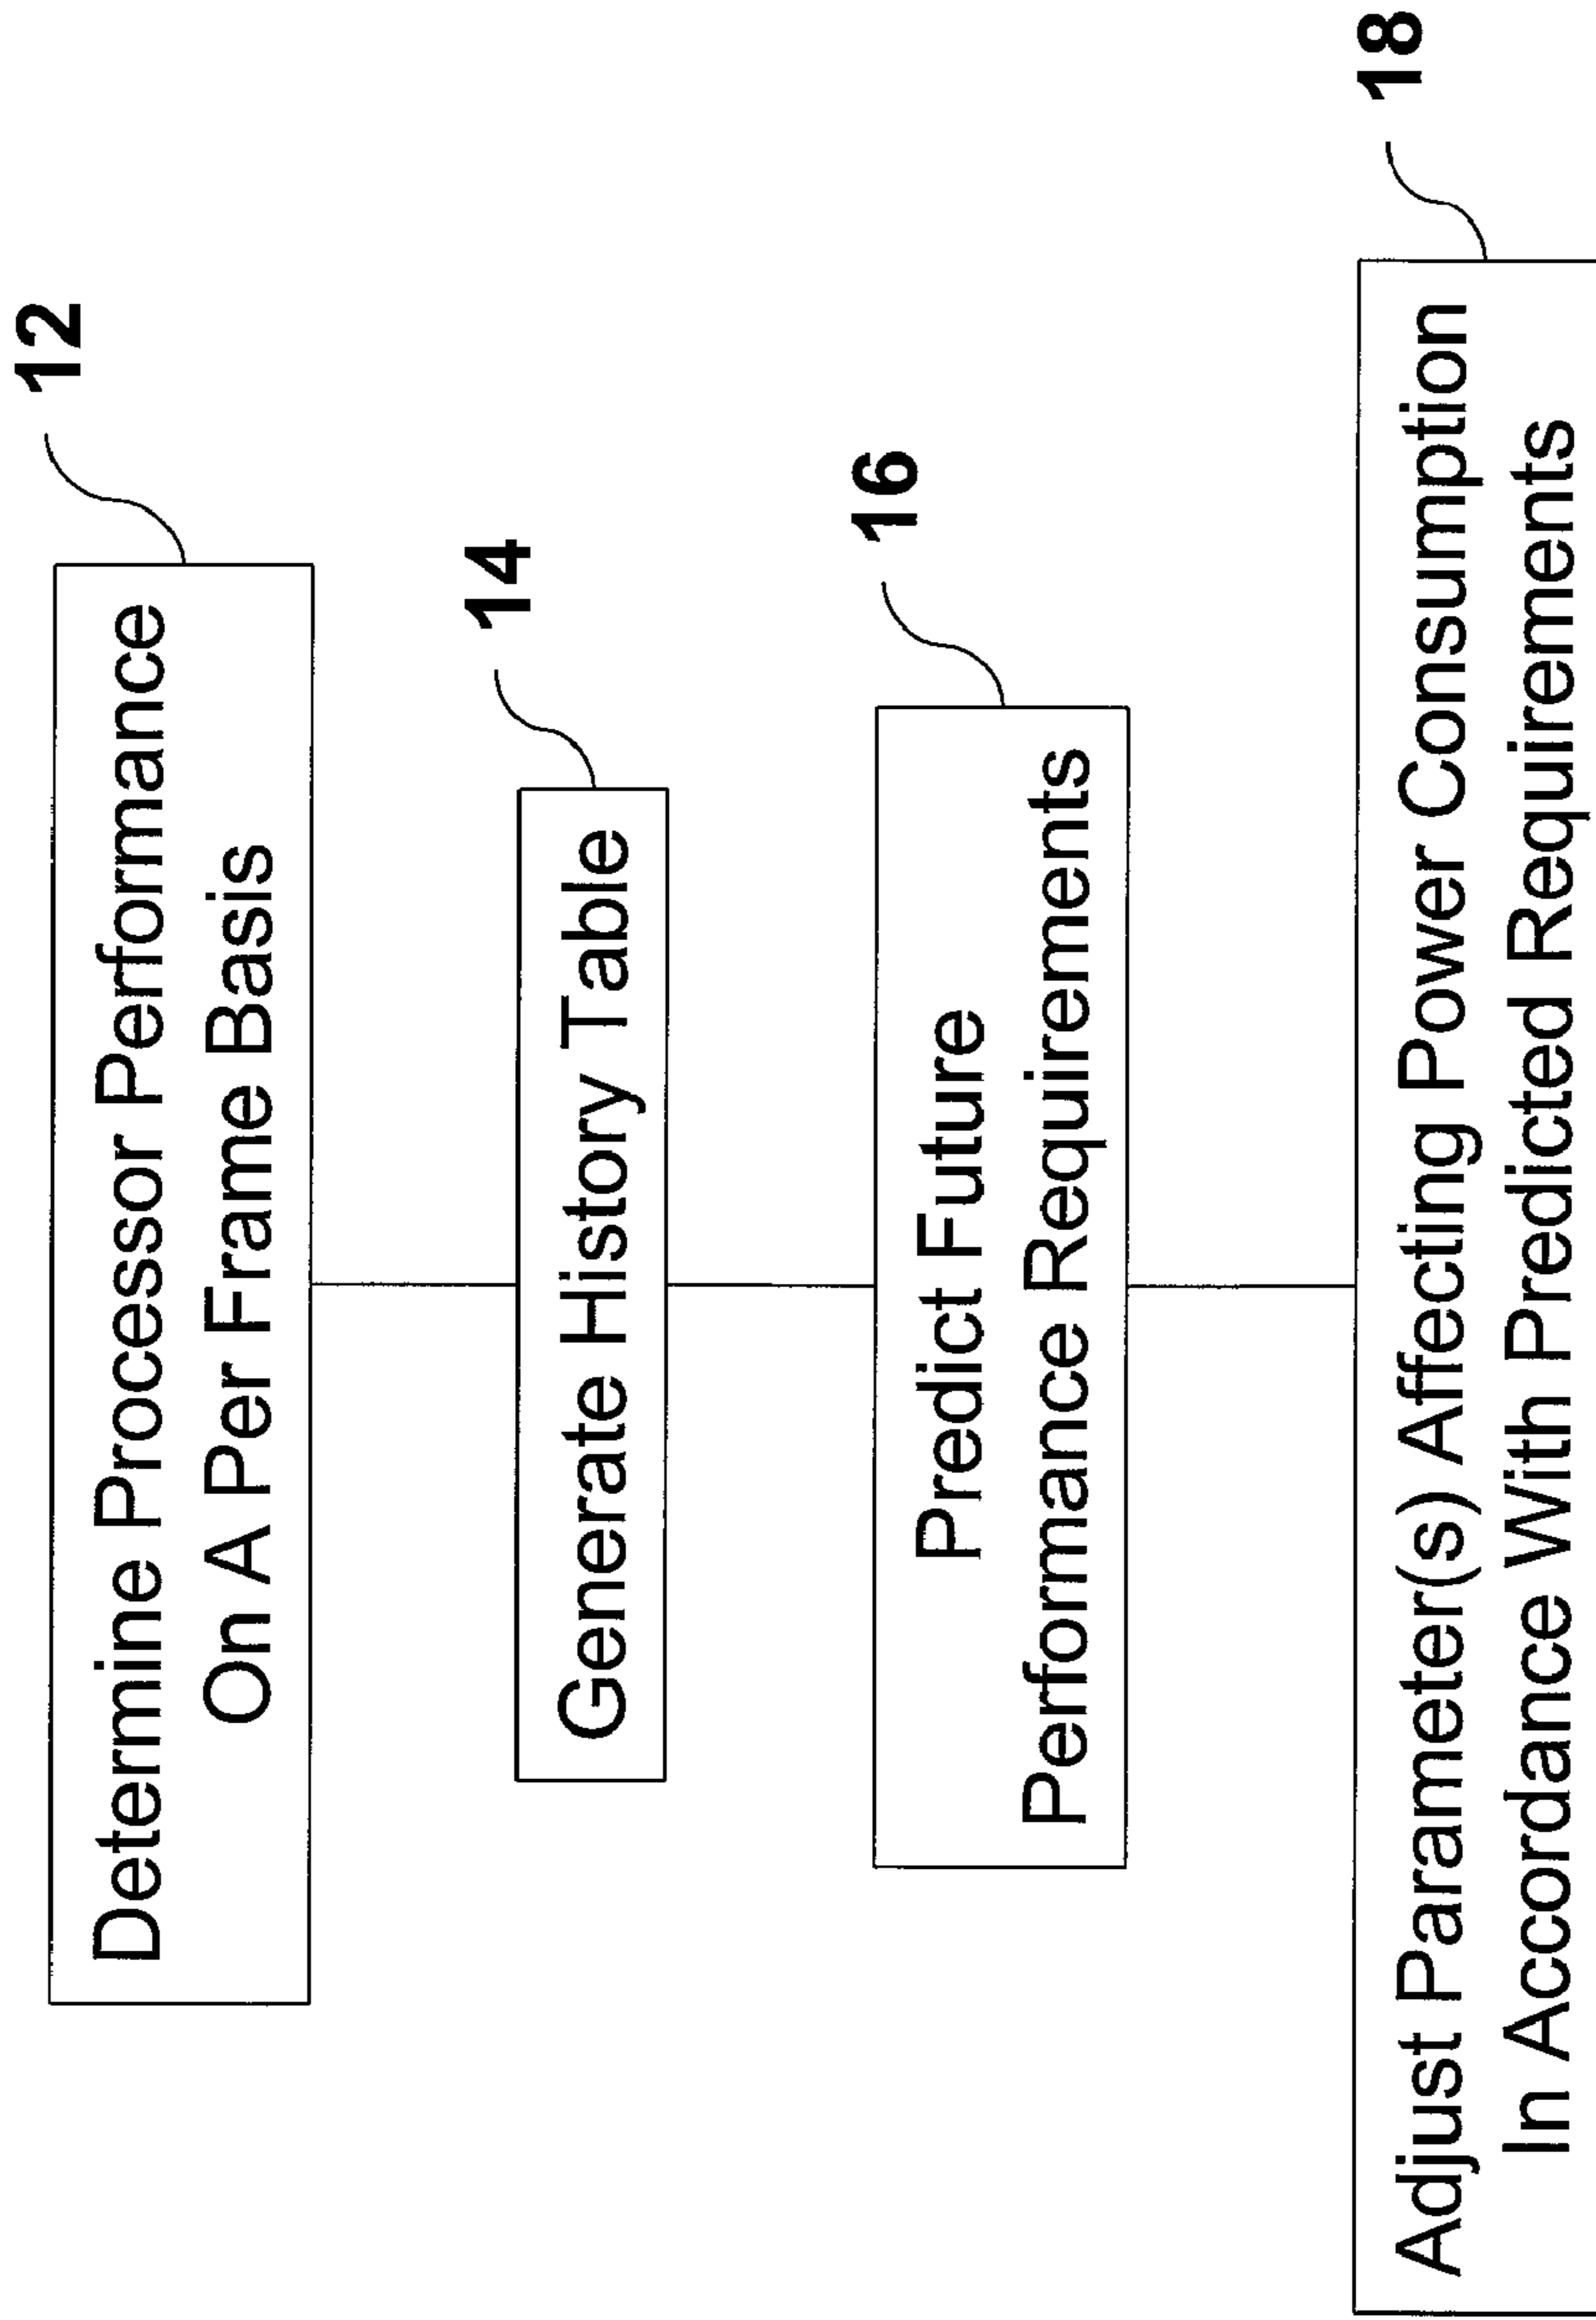 12
Determine Processor Performance
On A Per Frame Basis
14
Generate History Table
16
Predict Future
Performance Requirements
18
Adjust Parameter(s) Affecting Power Consumption
In Accordance With Predicted Requirements